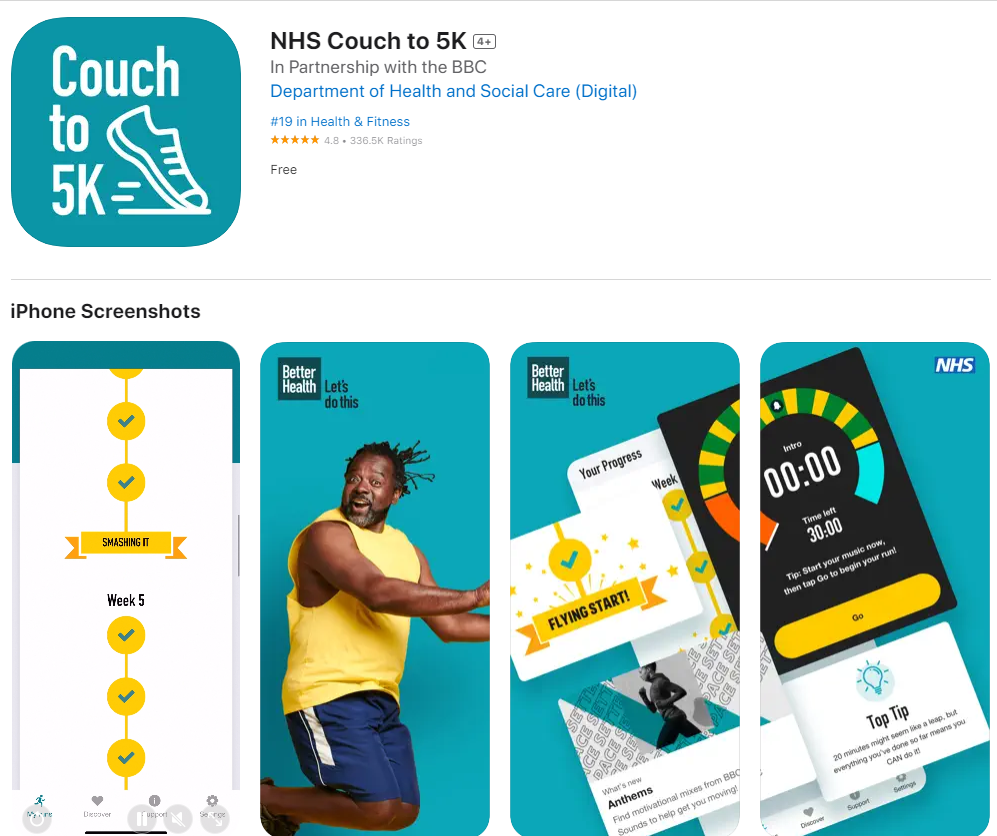 Couch
to
5K
NHS Couch to 5K 4+
In Partnership with the BBC
Department of Health and Social Care (Digital)
#19 in Health & Fitness
★★★★★ 4.8 • 336.5K Ratings
Free
iPhone Screenshots
SMASHING IT
Week 5
Discover
Support
Better
Health
Let's
do this
Better
Health
Let's
do this
Your Progress
Week
FLYING START!
What's new
Anthems
Find motivational mixes from BBC
Sounds to help get you moving!
NHS
Intro
00:00
Time left
30:00
Tip: Start your music now,
then tap Go to begin your run!
Go
Top Tip
20 minutes might seem like a leap, but
everything you've done so far means you
CAN do it!
Discover
Support
Settings